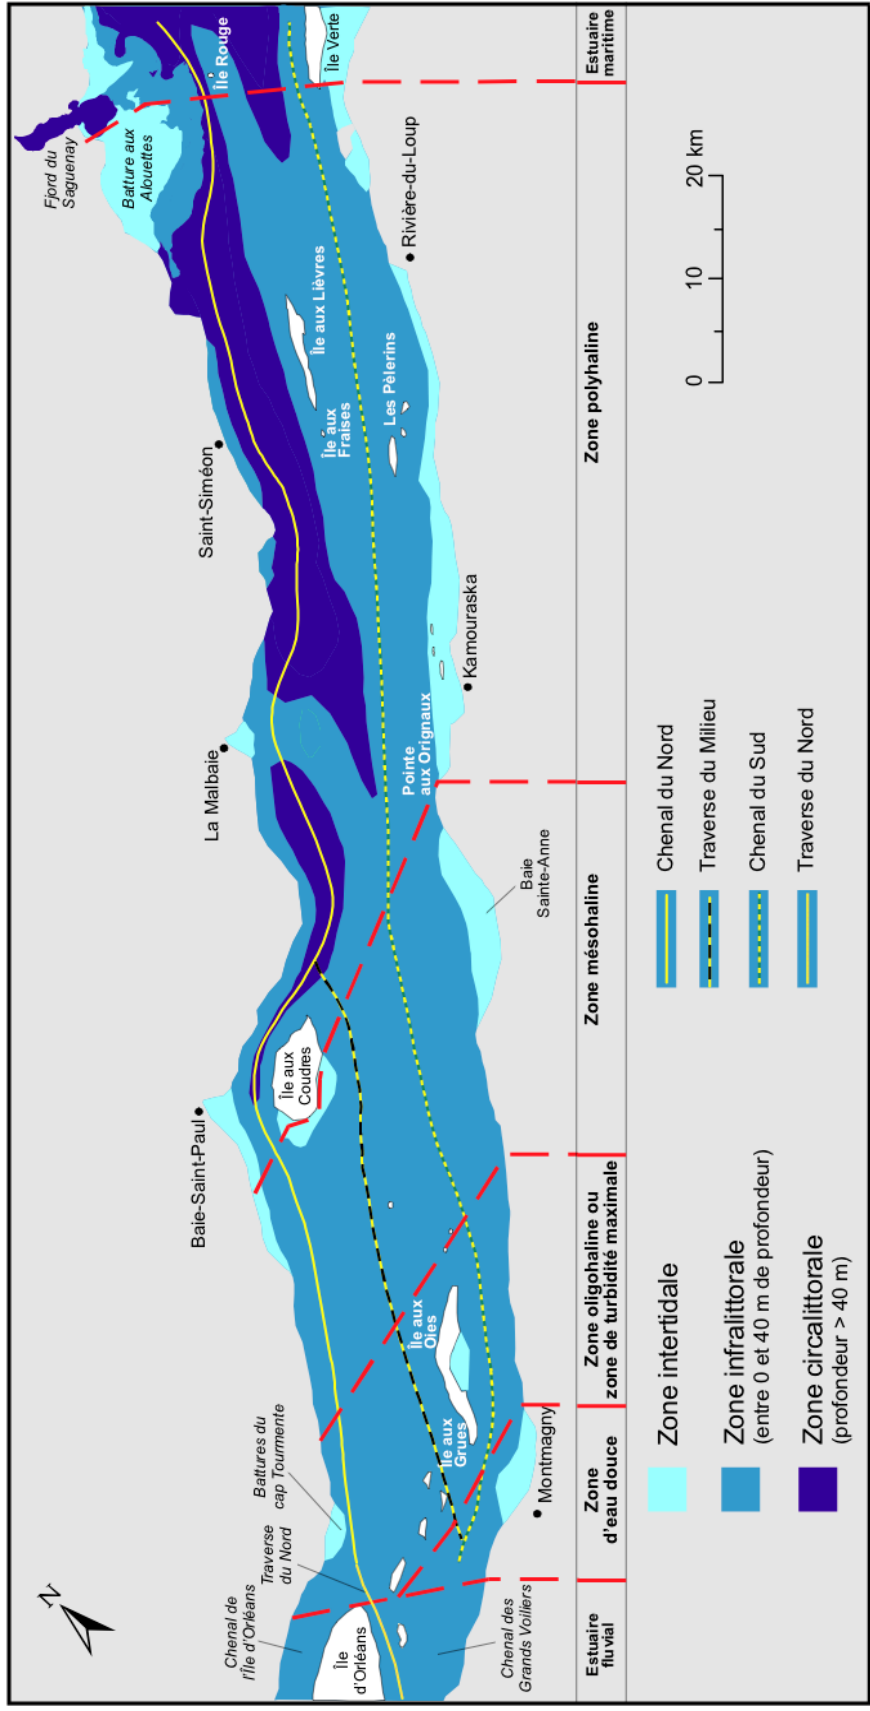 N
Chenal de
l'Île d'Orléans
Traverse
du Nord
Battures du
cap Tourmente
Baie-Saint-Paul
La Malbaie
Saint-Siméon
Fjord du
Saguenay
Batture aux
Alouettes
Île Rouge
Île Verte
Île
d'Orléans
Île aux
Grues
Île aux
Oies
Île aux
Coudres
Pointe
aux Orignaux
Île aux
Fraises
Île aux Lièvres
Les Pèlerins
Chenal des
Grands Voiliers
Montmagny
Baie
Sainte-Anne
Kamouraska
Rivière-du-Loup
Estuaire
fluvial
Zone
d'eau douce
Zone oligohaline ou
zone de turbidité maximale
Zone mésohaline
Zone polyhaline
Estuaire
maritime
Zone intertidale
Zone infralittorale
(entre 0 et 40 m de profondeur)
Zone circalittorale
(profondeur > 40 m)
Chenal du Nord
Traverse du Milieu
Chenal du Sud
Traverse du Nord
0 10 20 km